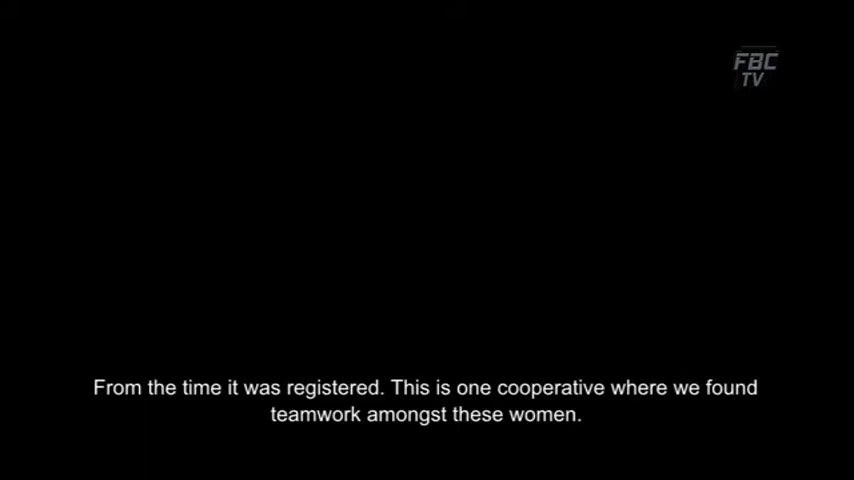 FBC
TV
From the time it was registered. This is one cooperative where we found
teamwork amongst these women.